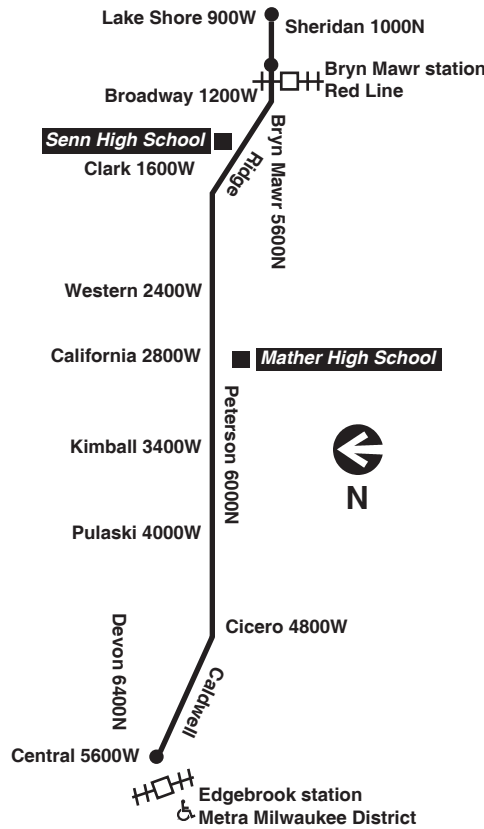 Lake Shore 900W
Sheridan 1000N
Bryn Mawr station
Red Line
Broadway 1200W
Senn High School
Clark 1600W
Ridge
Bryn Mawr 5600N
Western 2400W
California 2800W
Mather High School
Peterson 6000N
Kimball 3400W
N
Pulaski 4000W
Cicero 4800W
Devon 6400N
Caldwell
Central 5600W
Edgebrook station
Metra Milwaukee District